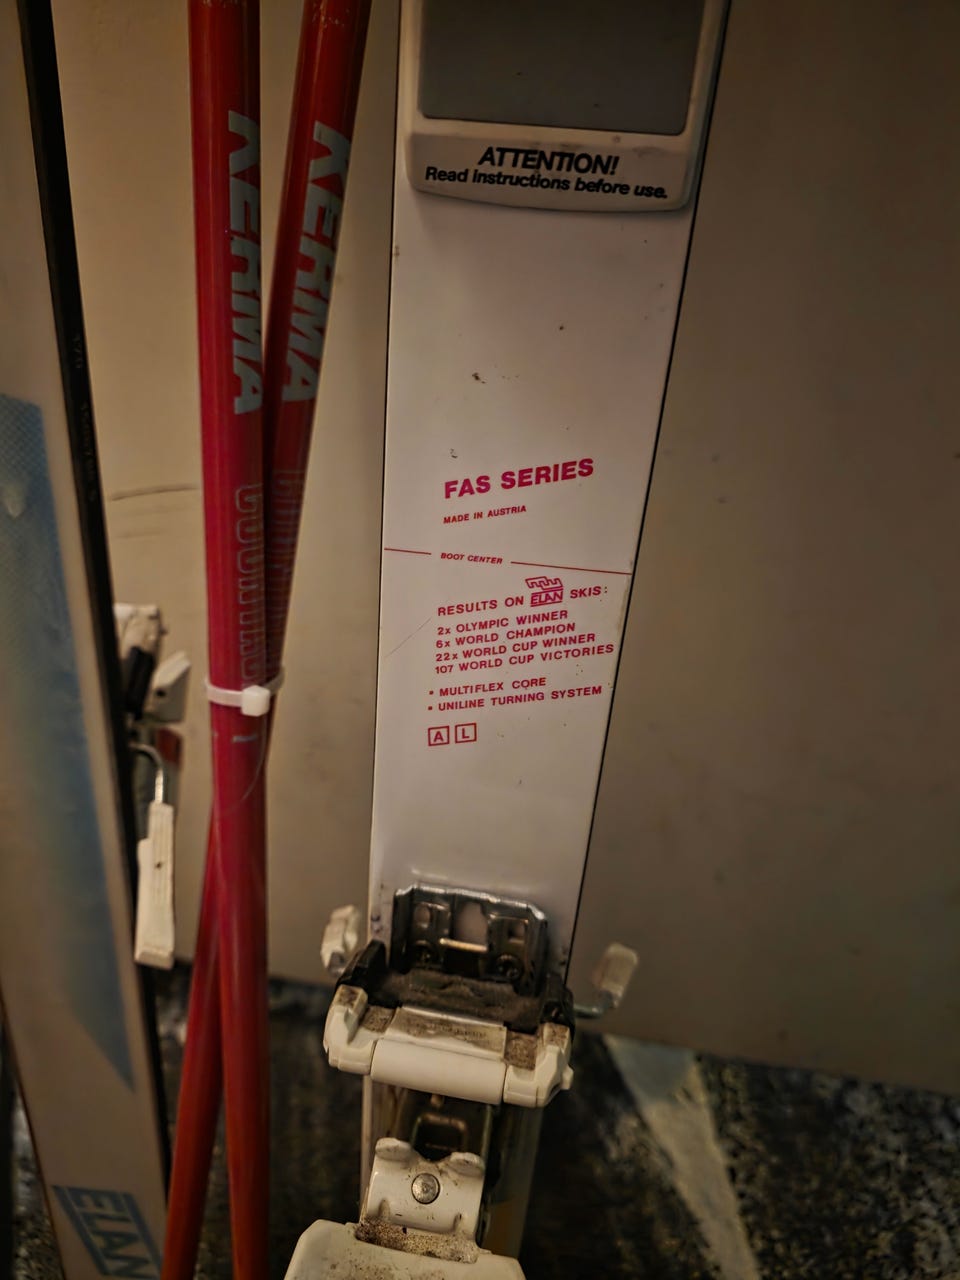 ATTENTION!
Read instructions before use.
KERMA
KERMA
FAS SERIES
MADE IN AUSTRIA
BOOT CENTER
RESULTS ON ELAN SKIS:
2x OLYMPIC WINNER
6x WORLD CHAMPION
22x WORLD CUP WINNER
107 WORLD CUP VICTORIES
• MULTIFLEX CORE
• UNILINE TURNING SYSTEM
A L
ELAN